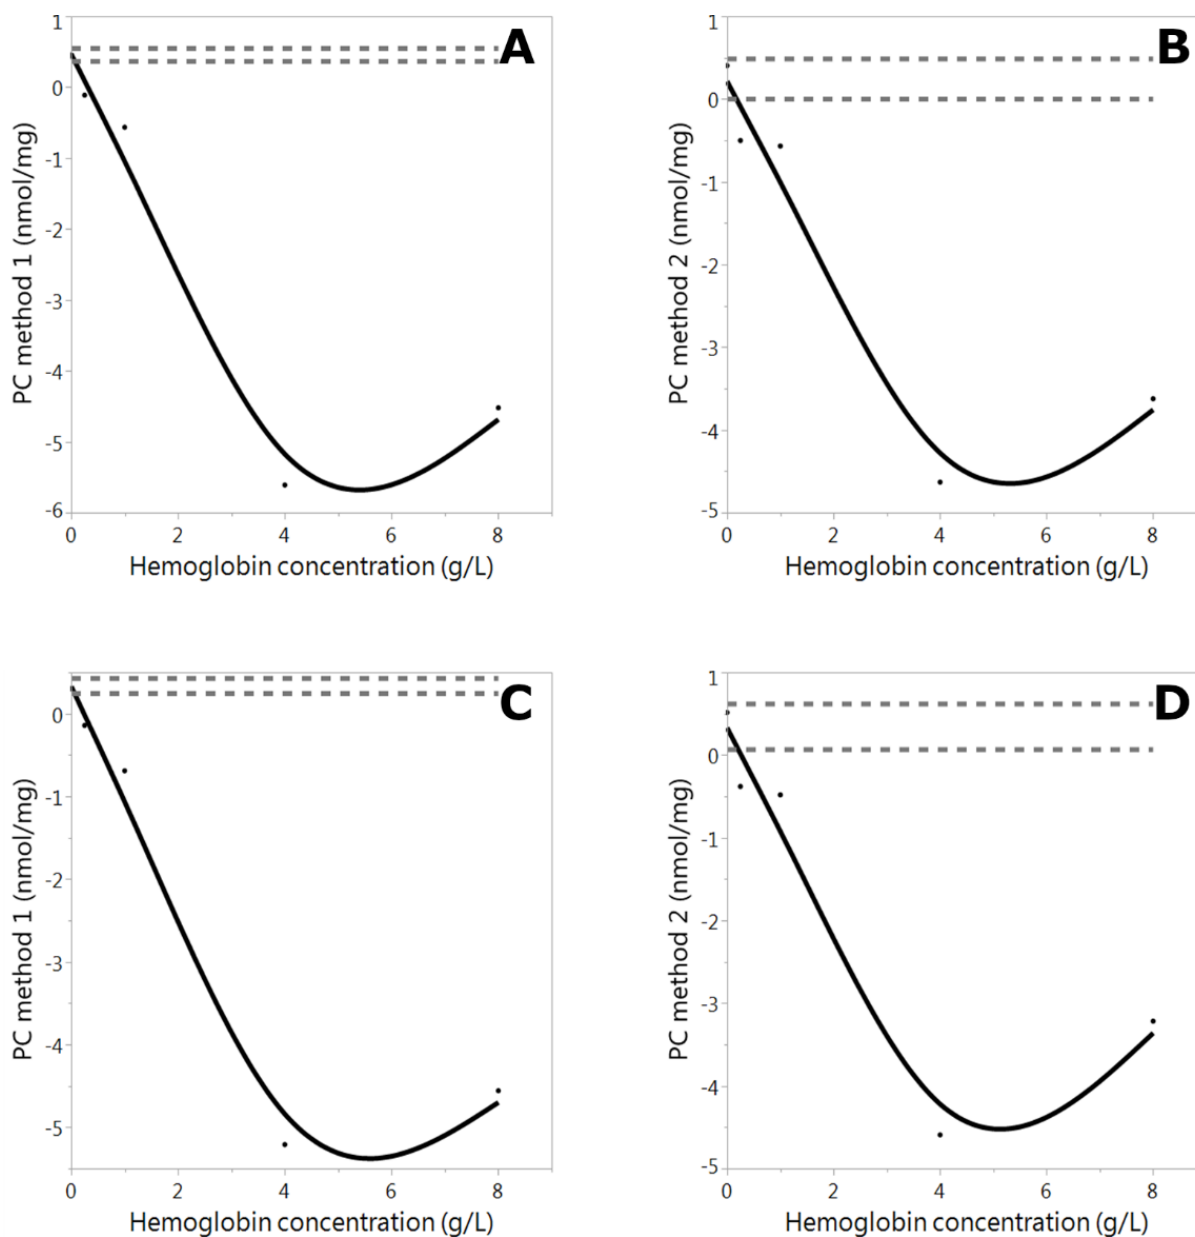 A
1
0
-1
-2
-3
-4
-5
-6
PC method 1 (nmol/mg)
0 2 4 6 8
Hemoglobin concentration (g/L)
B
1
0
-1
-2
-3
-4
-5
PC method 2 (nmol/mg)
0 2 4 6 8
Hemoglobin concentration (g/L)
C
0
-1
-2
-3
-4
-5
PC method 1 (nmol/mg)
0 2 4 6 8
Hemoglobin concentration (g/L)
D
1
0
-1
-2
-3
-4
-5
PC method 2 (nmol/mg)
0 2 4 6 8
Hemoglobin concentration (g/L)